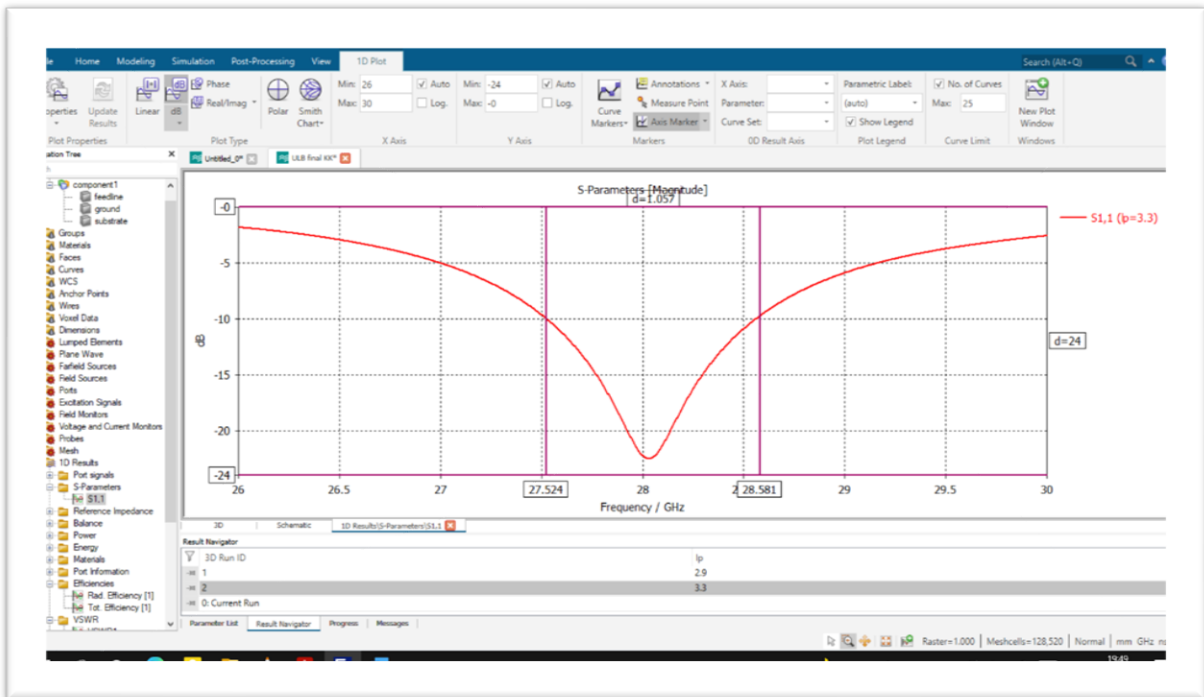 Home Modeling Simulation Post-Processing View 1D Plot Search (Alt+Q)
Update Results Linear dB Phase Real/Imag Polar Smith Chart
Min: 26 Auto Min: -24 Auto
Max: 30 Log. Max: -0 Log.
Curve Markers Annotations Measure Point Axis Marker
X Axis: Parameter: Curve Set:
Parametric Label: (auto) Show Legend
No. of Curves Max: 25
New Plot Window
Plot Properties Plot Type X Axis Y Axis Markers 0D Result Axis Plot Legend Curve Limit Windows
Untitled_0* ULB final KK*
component1
feedline
ground
substrate
Groups
Materials
Faces
Curves
WCS
Anchor Points
Wires
Voxel Data
Dimensions
Lumped Elements
Plane Wave
Farfield Sources
Field Sources
Ports
Excitation Signals
Field Monitors
Voltage and Current Monitors
Probes
Mesh
1D Results
Port signals
S-Parameters
S1,1
Reference Impedance
Balance
Power
Energy
Materials
Port Information
Efficiencies
Rad. Efficiency [1]
Tot. Efficiency [1]
VSWR
S-Parameters [Magnitude]
d=1.057
S1,1 (lp=3.3)
-0
-5
-10
-15
-20
-24
dB
d=24
26 26.5 27 27.524 28 28.581 29 29.5 30
Frequency / GHz
3D Schematic 1D Results\S-Parameters\S1,1
Result Navigator
3D Run ID lp
1 2.9
2 3.3
0: Current Run
Parameter List Result Navigator Progress Messages
Raster=1.000 Meshcells=128,520 Normal mm GHz
19:49